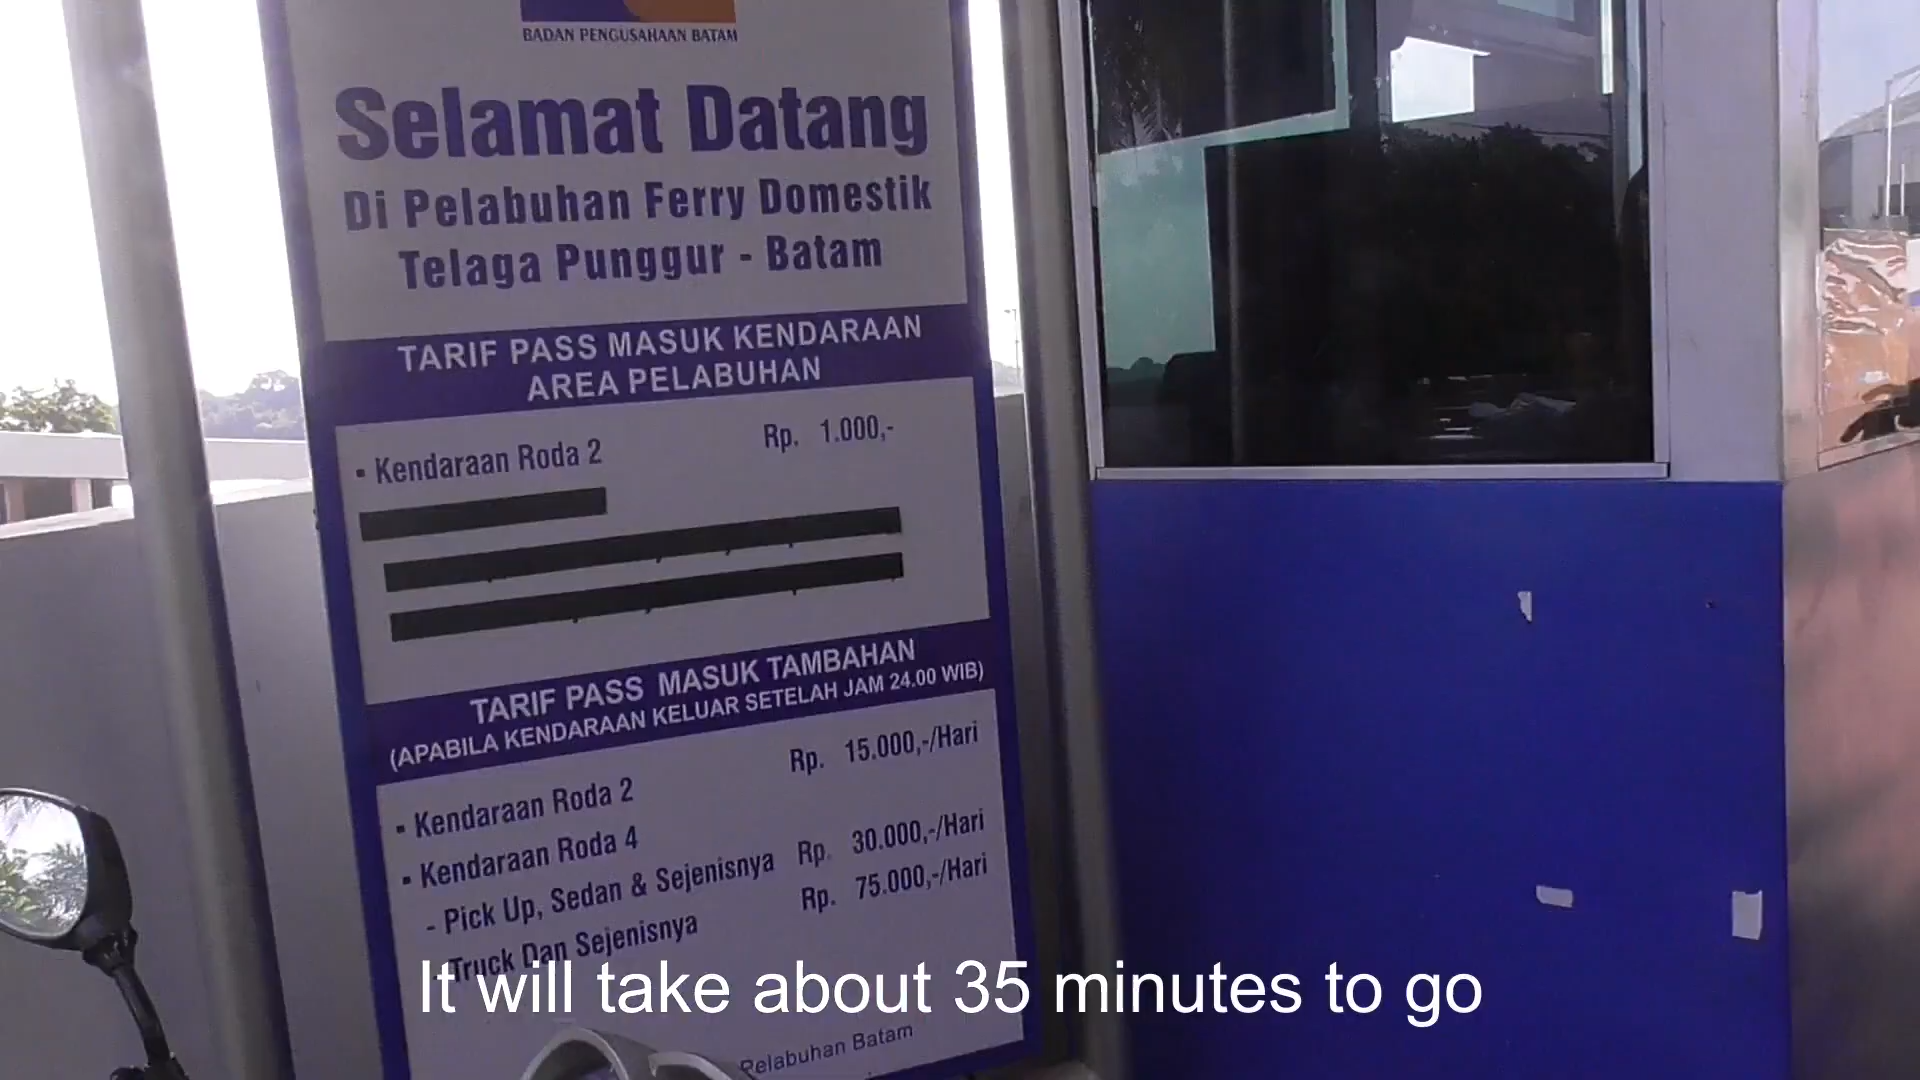 BADAN PENGUSAHAAN BATAM
Selamat Datang
Di Pelabuhan Ferry Domestik
Telaga Punggur - Batam
TARIF PASS MASUK KENDARAAN
AREA PELABUHAN
▪ Kendaraan Roda 2 Rp. 1.000,-
TARIF PASS MASUK TAMBAHAN
(APABILA KENDARAAN KELUAR SETELAH JAM 24.00 WIB)
▪ Kendaraan Roda 2 Rp. 15.000,-/Hari
▪ Kendaraan Roda 4
- Pick Up, Sedan & Sejenisnya Rp. 30.000,-/Hari
- Truck Dan Sejenisnya Rp. 75.000,-/Hari
It will take about 35 minutes to go
Pelabuhan Batam